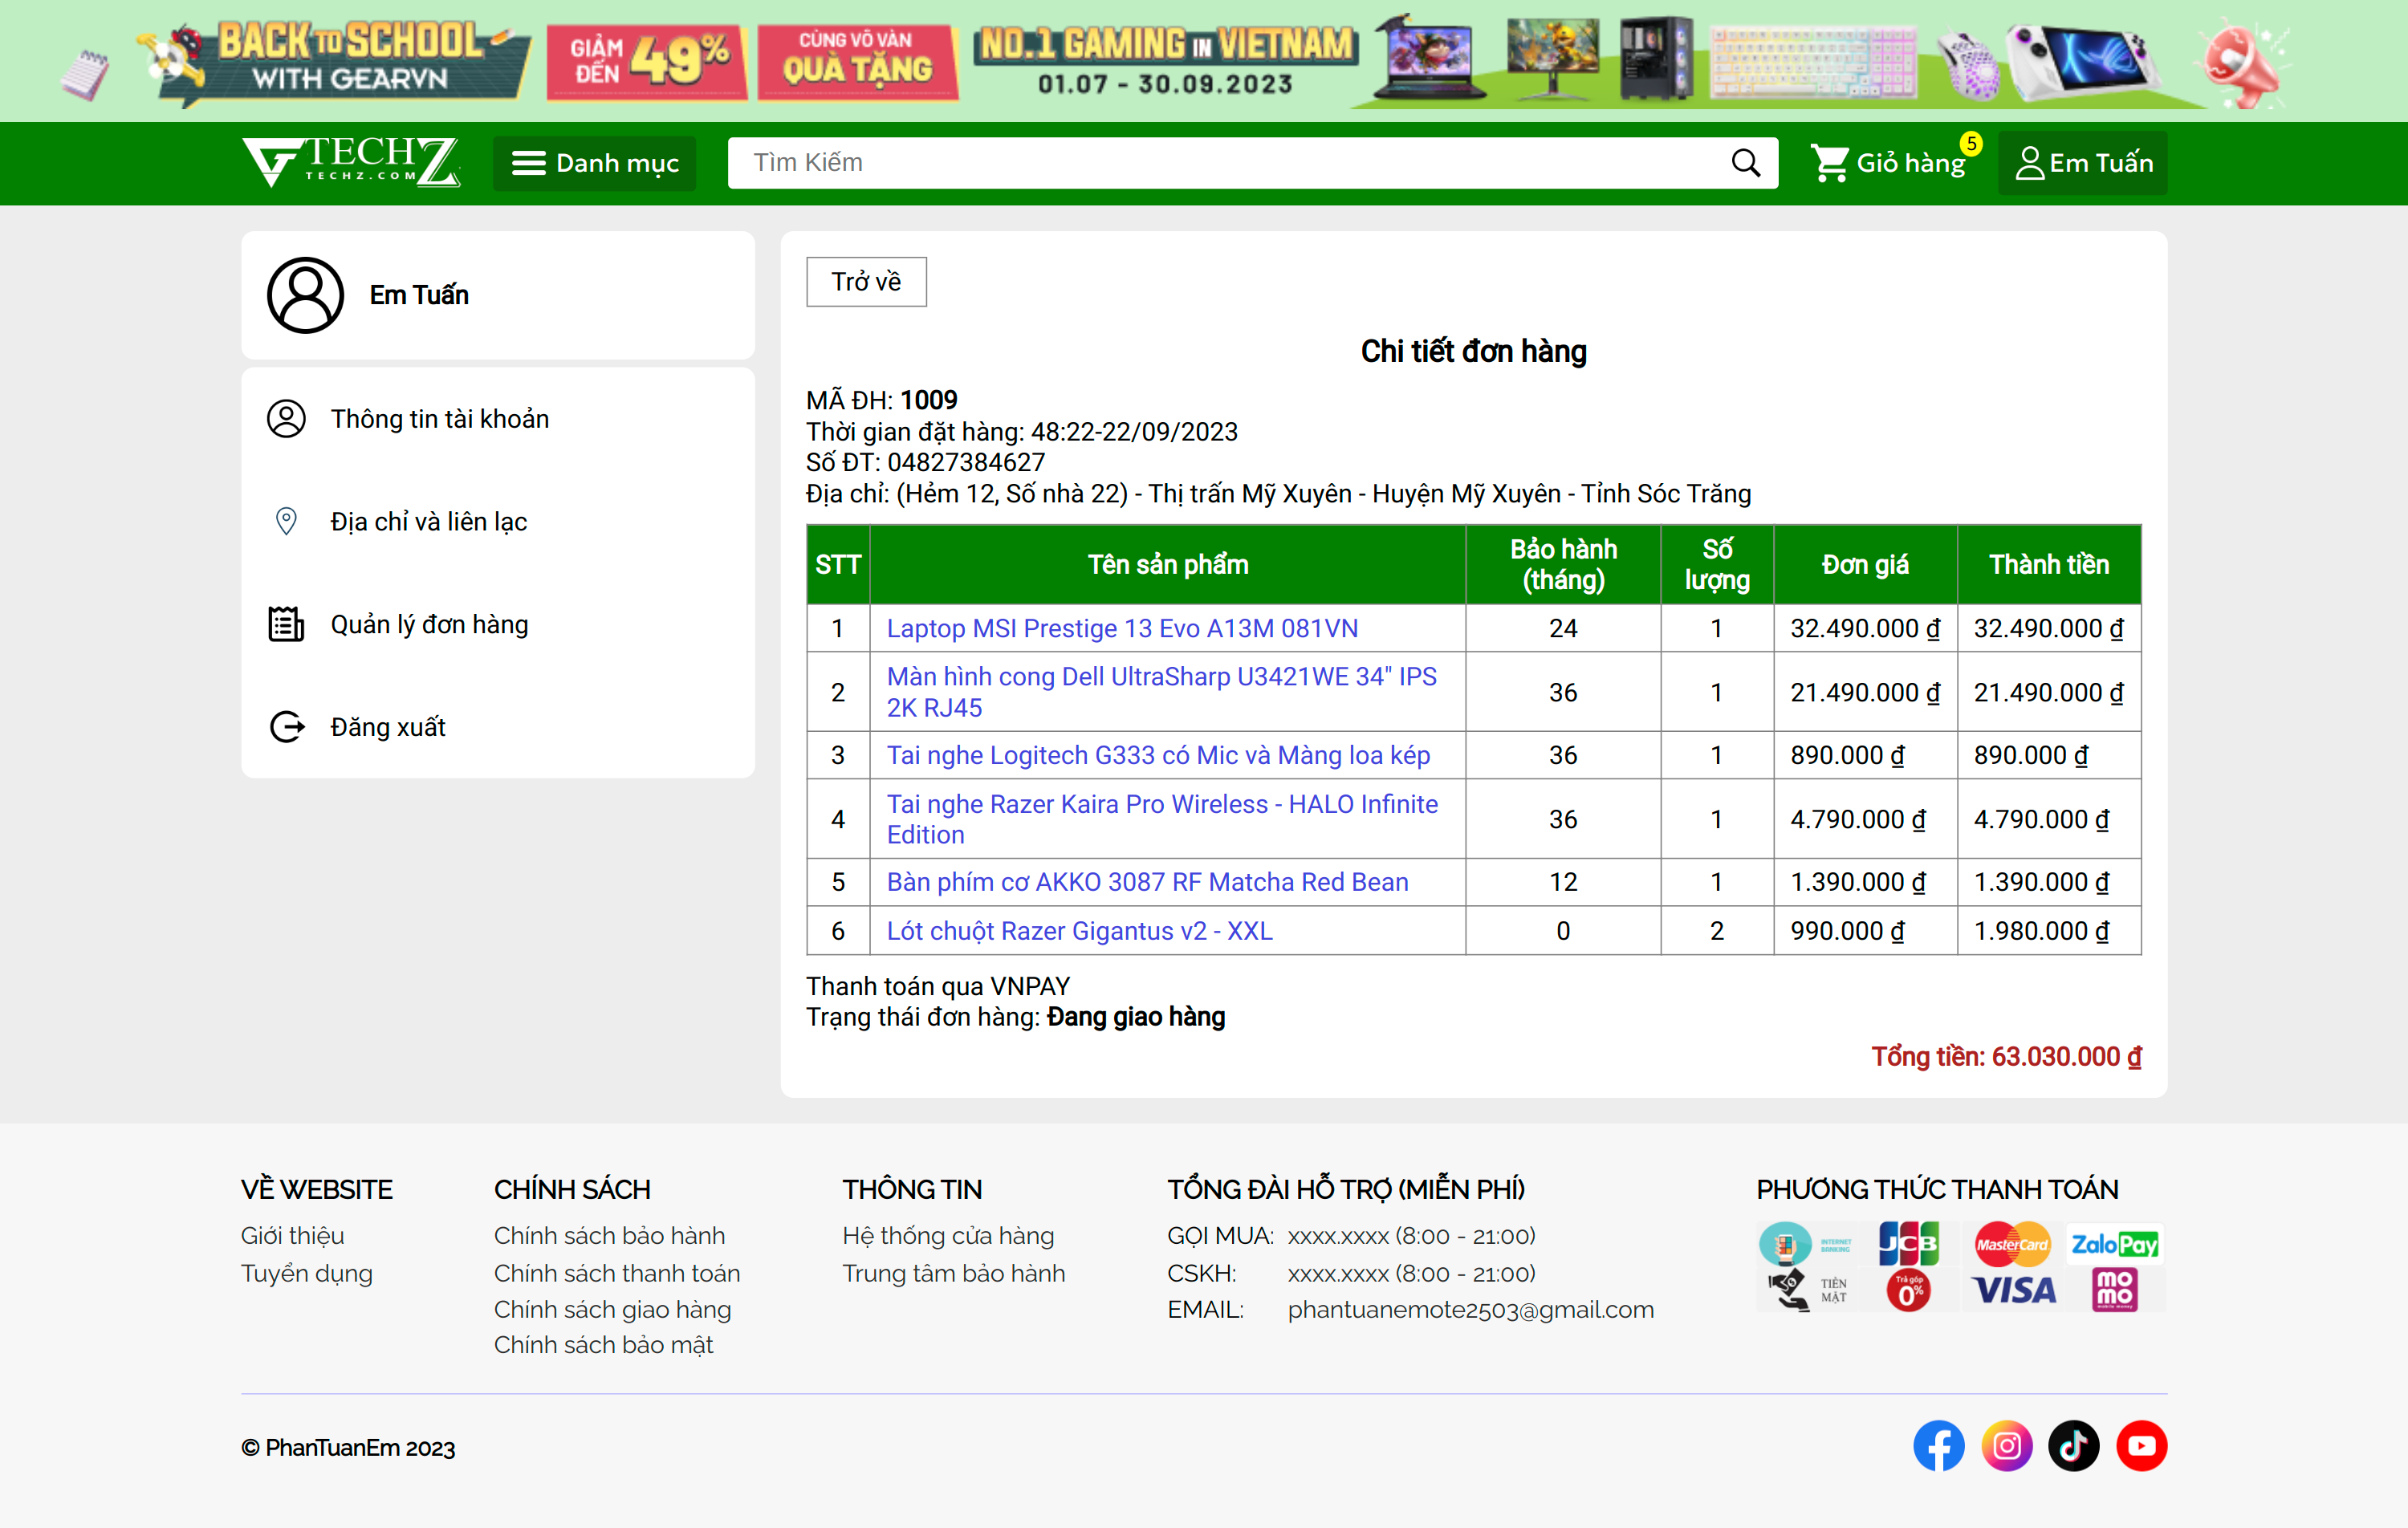 BACK TO SCHOOL
WITH GEARVN
GIẢM ĐẾN 49%
CÙNG VÔ VÀN
QUÀ TẶNG
NO.1 GAMING IN VIETNAM
01.07 - 30.09.2023
TECHZ
TECHZ.COM
Danh mục
Tìm Kiếm
Giỏ hàng
5
Em Tuấn
Em Tuấn
Thông tin tài khoản
Địa chỉ và liên lạc
Quản lý đơn hàng
Đăng xuất
Trở về
Chi tiết đơn hàng
MÃ ĐH: 1009
Thời gian đặt hàng: 48:22-22/09/2023
Số ĐT: 04827384627
Địa chỉ: (Hẻm 12, Số nhà 22) - Thị trấn Mỹ Xuyên - Huyện Mỹ Xuyên - Tỉnh Sóc Trăng
STT Tên sản phẩm Bảo hành (tháng) Số lượng Đơn giá Thành tiền
1 Laptop MSI Prestige 13 Evo A13M 081VN 24 1 32.490.000 ₫ 32.490.000 ₫
2 Màn hình cong Dell UltraSharp U3421WE 34" IPS 2K RJ45 36 1 21.490.000 ₫ 21.490.000 ₫
3 Tai nghe Logitech G333 có Mic và Màng loa kép 36 1 890.000 ₫ 890.000 ₫
4 Tai nghe Razer Kaira Pro Wireless - HALO Infinite Edition 36 1 4.790.000 ₫ 4.790.000 ₫
5 Bàn phím cơ AKKO 3087 RF Matcha Red Bean 12 1 1.390.000 ₫ 1.390.000 ₫
6 Lót chuột Razer Gigantus v2 - XXL 0 2 990.000 ₫ 1.980.000 ₫
Thanh toán qua VNPAY
Trạng thái đơn hàng: Đang giao hàng
Tổng tiền: 63.030.000 ₫
VỀ WEBSITE
Giới thiệu
Tuyển dụng
CHÍNH SÁCH
Chính sách bảo hành
Chính sách thanh toán
Chính sách giao hàng
Chính sách bảo mật
THÔNG TIN
Hệ thống cửa hàng
Trung tâm bảo hành
TỔNG ĐÀI HỖ TRỢ (MIỄN PHÍ)
GỌI MUA: xxxx.xxxx (8:00 - 21:00)
CSKH: xxxx.xxxx (8:00 - 21:00)
EMAIL: phantuanemote2503@gmail.com
PHƯƠNG THỨC THANH TOÁN
INTERNET BANKING
JCB
MasterCard
ZaloPay
TIỀN MẶT
Trả góp 0%
VISA
momo
mobile money
© PhanTuanEm 2023